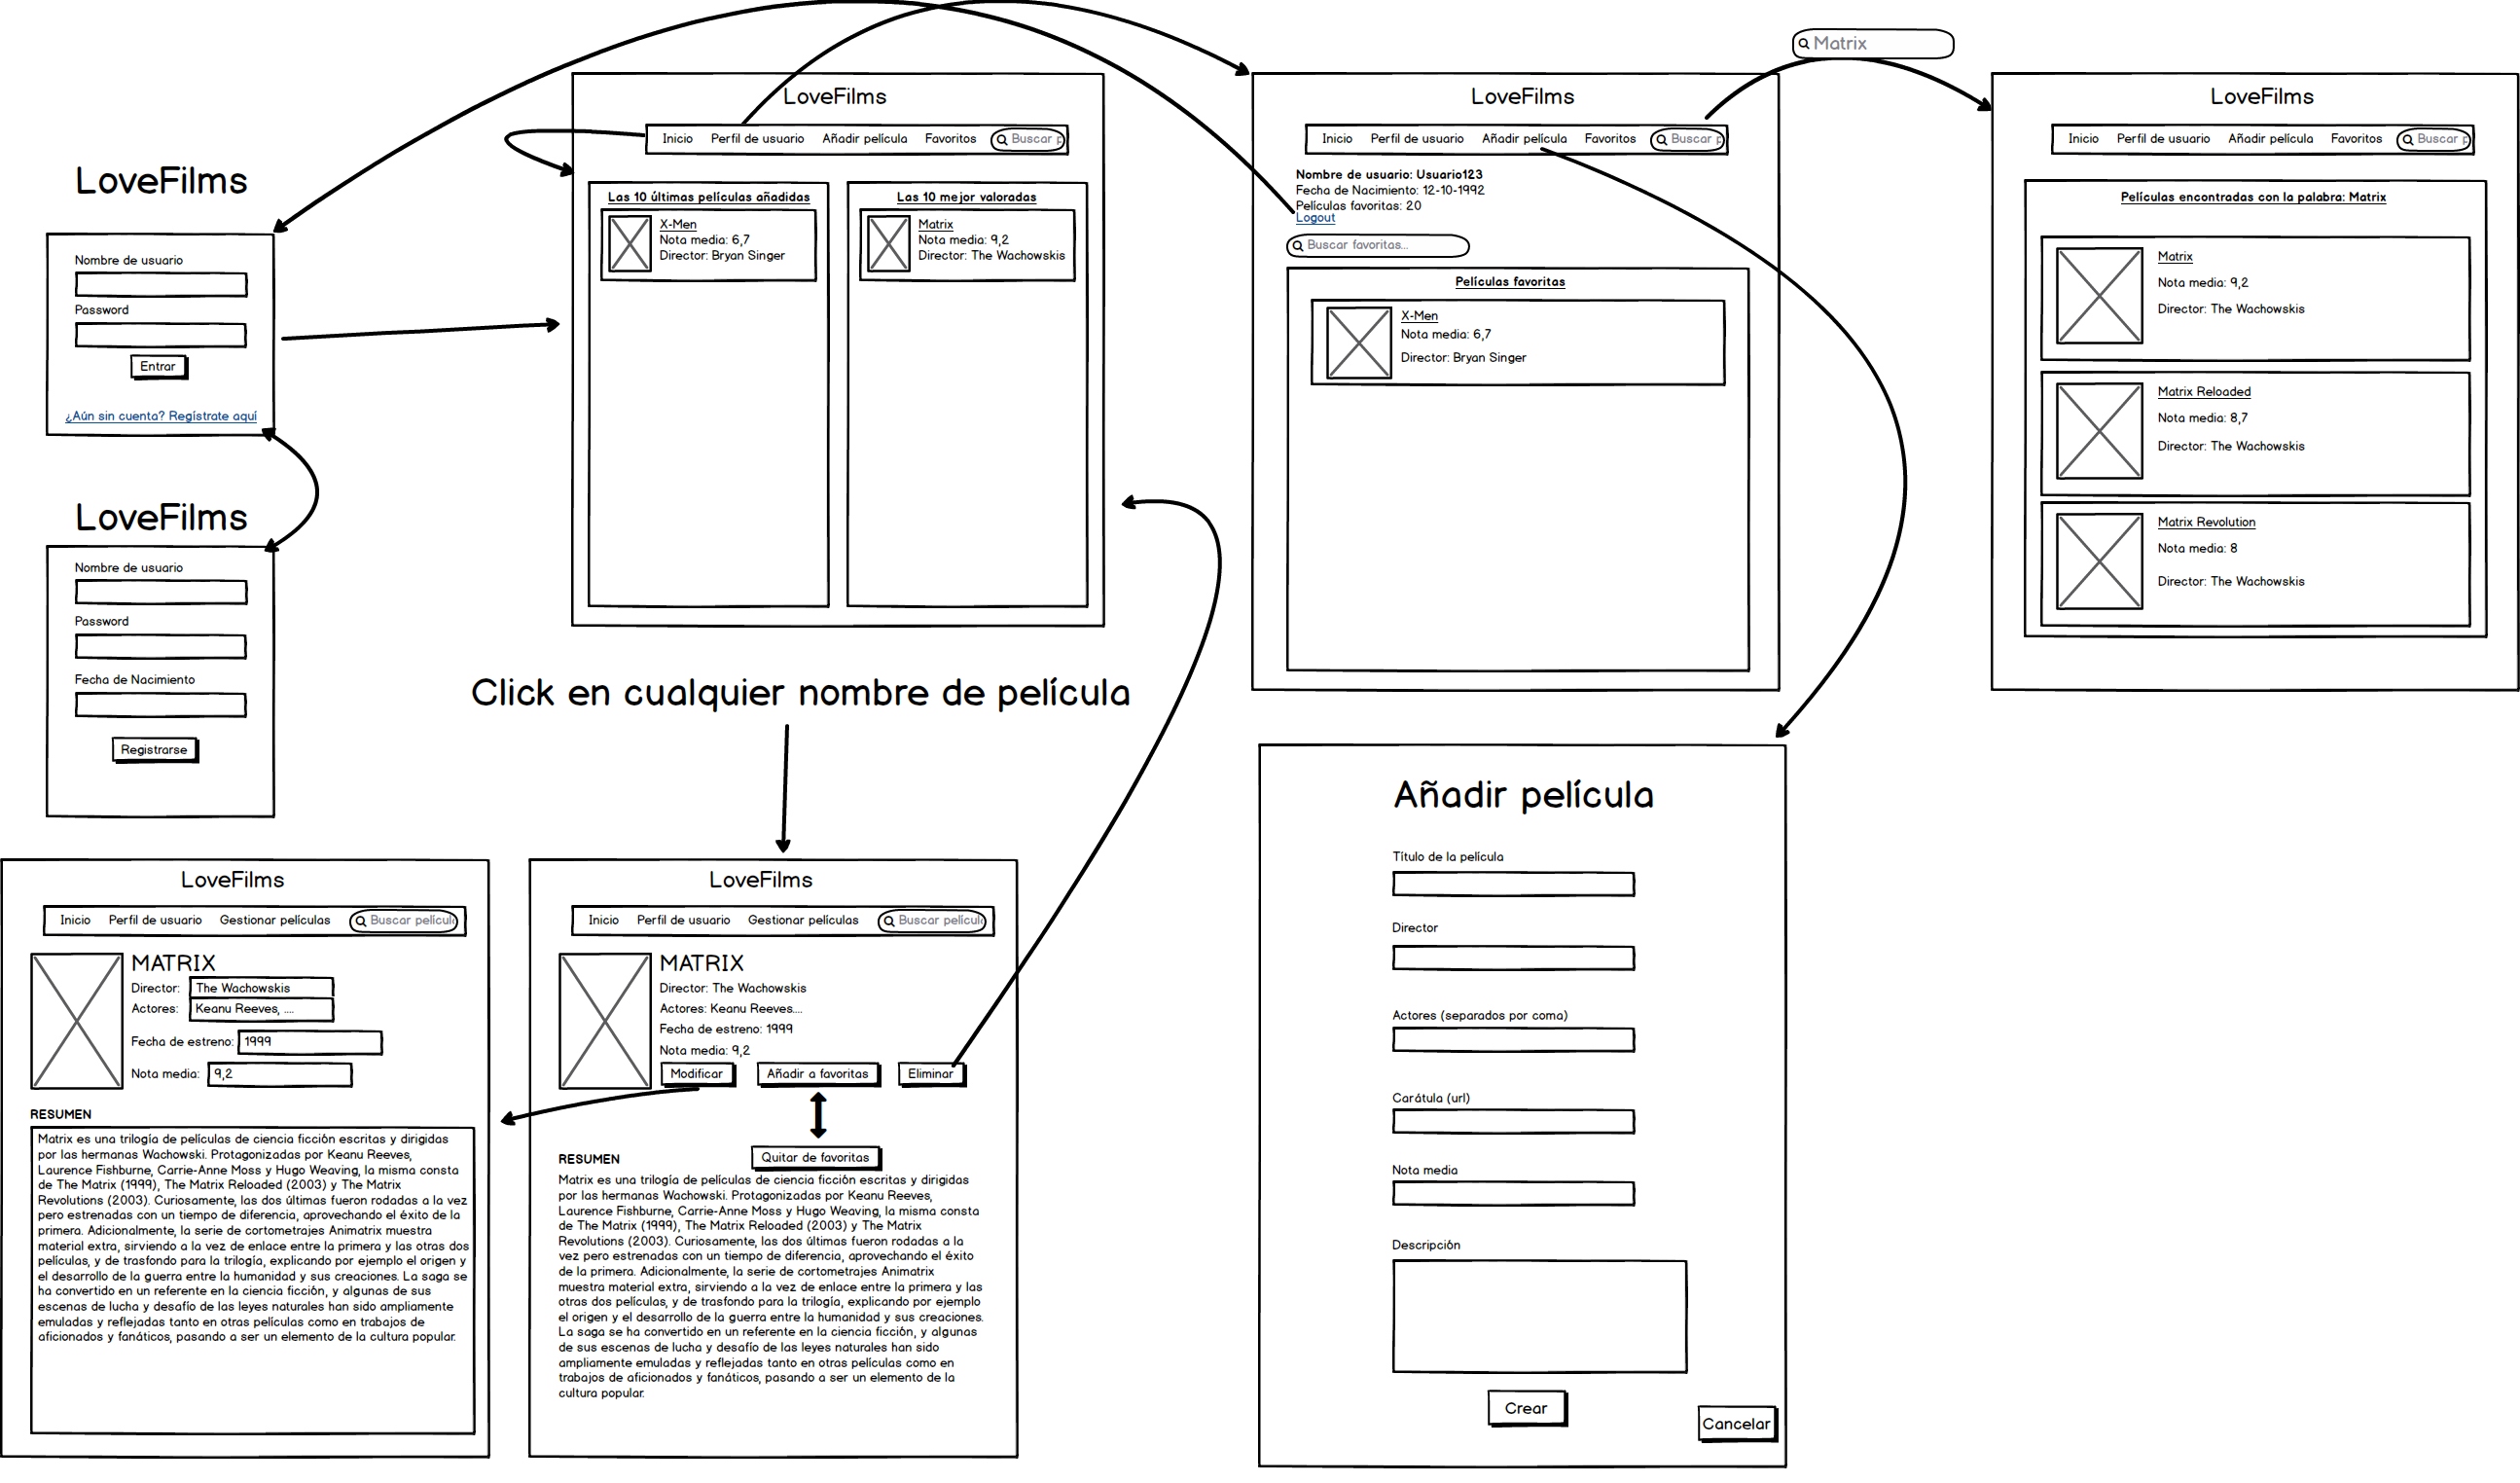 LoveFilms
Nombre de usuario
Password
Entrar
¿Aún sin cuenta? Regístrate aquí
LoveFilms
Nombre de usuario
Password
Fecha de Nacimiento
Registrarse
LoveFilms
Inicio Perfil de usuario Añadir película Favoritos Buscar p
Las 10 últimas películas añadidas
X-Men
Nota media: 6,7
Director: Bryan Singer
Las 10 mejor valoradas
Matrix
Nota media: 9,2
Director: The Wachowskis
LoveFilms
Inicio Perfil de usuario Añadir película Favoritos Buscar p
Nombre de usuario: Usuario123
Fecha de Nacimiento: 12-10-1992
Películas favoritas: 20
Logout
Buscar favoritas...
Películas favoritas
X-Men
Nota media: 6,7
Director: Bryan Singer
Matrix
LoveFilms
Inicio Perfil de usuario Añadir película Favoritos Buscar p
Películas encontradas con la palabra: Matrix
Matrix
Nota media: 9,2
Director: The Wachowskis
Matrix Reloaded
Nota media: 8,7
Director: The Wachowskis
Matrix Revolution
Nota media: 8
Director: The Wachowskis
Click en cualquier nombre de película
LoveFilms
Inicio Perfil de usuario Gestionar películas Buscar películ
MATRIX
Director: The Wachowskis
Actores: Keanu Reeves, ....
Fecha de estreno: 1999
Nota media: 9,2
RESUMEN
Matrix es una trilogía de películas de ciencia ficción escritas y dirigidas
por las hermanas Wachowski. Protagonizadas por Keanu Reeves,
Laurence Fishburne, Carrie-Anne Moss y Hugo Weaving, la misma consta
de The Matrix (1999), The Matrix Reloaded (2003) y The Matrix
Revolutions (2003). Curiosamente, las dos últimas fueron rodadas a la vez
pero estrenadas con un tiempo de diferencia, aprovechando el éxito de la
primera. Adicionalmente, la serie de cortometrajes Animatrix muestra
material extra, sirviendo a la vez de enlace entre la primera y las otras dos
películas, y de trasfondo para la trilogía, explicando por ejemplo el origen y
el desarrollo de la guerra entre la humanidad y sus creaciones. La saga se
ha convertido en un referente en la ciencia ficción, y algunas de sus
escenas de lucha y desafío de las leyes naturales han sido ampliamente
emuladas y reflejadas tanto en otras películas como en trabajos de
aficionados y fanáticos, pasando a ser un elemento de la cultura popular.
LoveFilms
Inicio Perfil de usuario Gestionar películas Buscar películ
MATRIX
Director: The Wachowskis
Actores: Keanu Reeves....
Fecha de estreno: 1999
Nota media: 9,2
Modificar Añadir a favoritas Eliminar
Quitar de favoritas
RESUMEN
Matrix es una trilogía de películas de ciencia ficción escritas y dirigidas
por las hermanas Wachowski. Protagonizadas por Keanu Reeves,
Laurence Fishburne, Carrie-Anne Moss y Hugo Weaving, la misma consta
de The Matrix (1999), The Matrix Reloaded (2003) y The Matrix
Revolutions (2003). Curiosamente, las dos últimas fueron rodadas a la
vez pero estrenadas con un tiempo de diferencia, aprovechando el éxito
de la primera. Adicionalmente, la serie de cortometrajes Animatrix
muestra material extra, sirviendo a la vez de enlace entre la primera y las
otras dos películas, y de trasfondo para la trilogía, explicando por ejemplo
el origen y el desarrollo de la guerra entre la humanidad y sus creaciones.
La saga se ha convertido en un referente en la ciencia ficción, y algunas
de sus escenas de lucha y desafío de las leyes naturales han sido
ampliamente emuladas y reflejadas tanto en otras películas como en
trabajos de aficionados y fanáticos, pasando a ser un elemento de la
cultura popular.
Añadir película
Título de la película
Director
Actores (separados por coma)
Carátula (url)
Nota media
Descripción
Crear
Cancelar